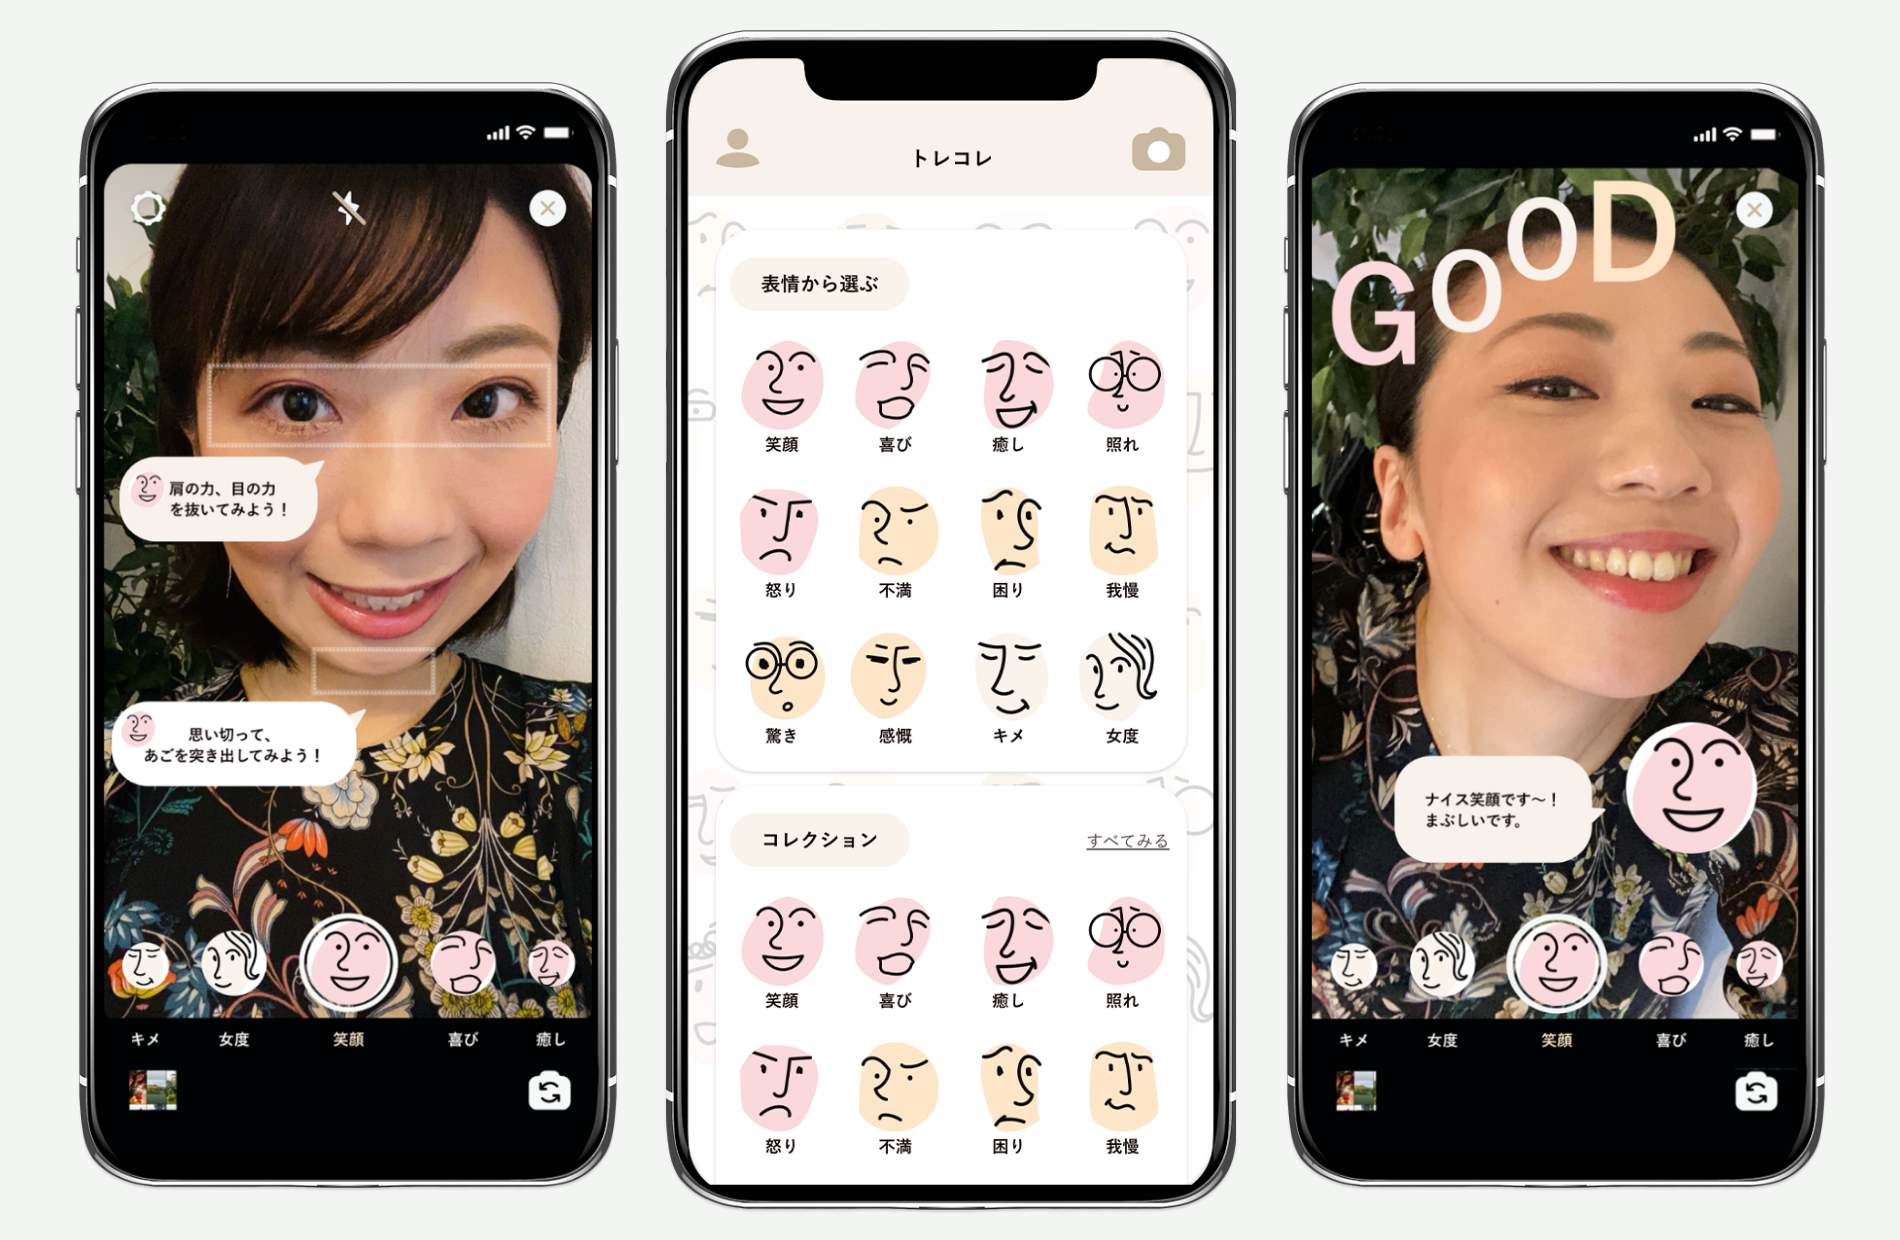 肩の力、目の力
を抜いてみよう！
思い切って、
あごを突き出してみよう！
キメ
女度
笑顔
喜び
癒し
トレコレ
表情から選ぶ
笑顔
喜び
癒し
照れ
怒り
不満
困り
我慢
驚き
感慨
キメ
女度
コレクション
すべてみる
笑顔
喜び
癒し
照れ
怒り
不満
困り
我慢
GOOD
ナイス笑顔です〜！
まぶしいです。
キメ
女度
笑顔
喜び
癒し